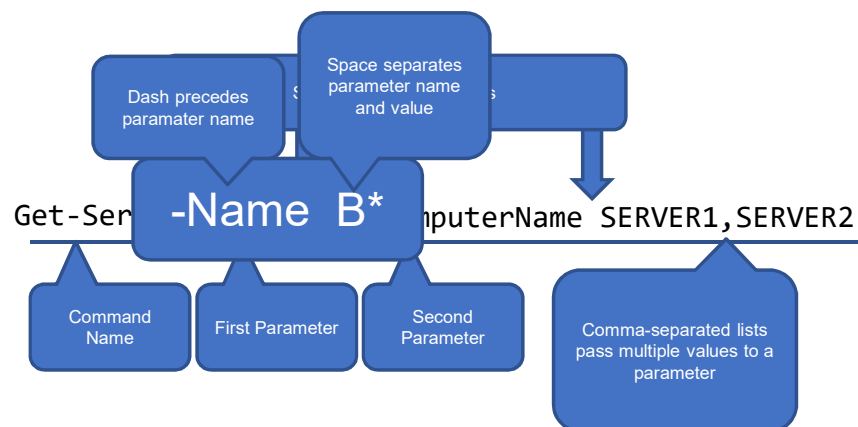 Space separates
parameter name
and value
Dash precedes
paramater name
S
s
Get-Ser
-Name B*
mputerName SERVER1,SERVER2
Command
Name
First Parameter
Second
Parameter
Comma-separated lists
pass multiple values to a
parameter